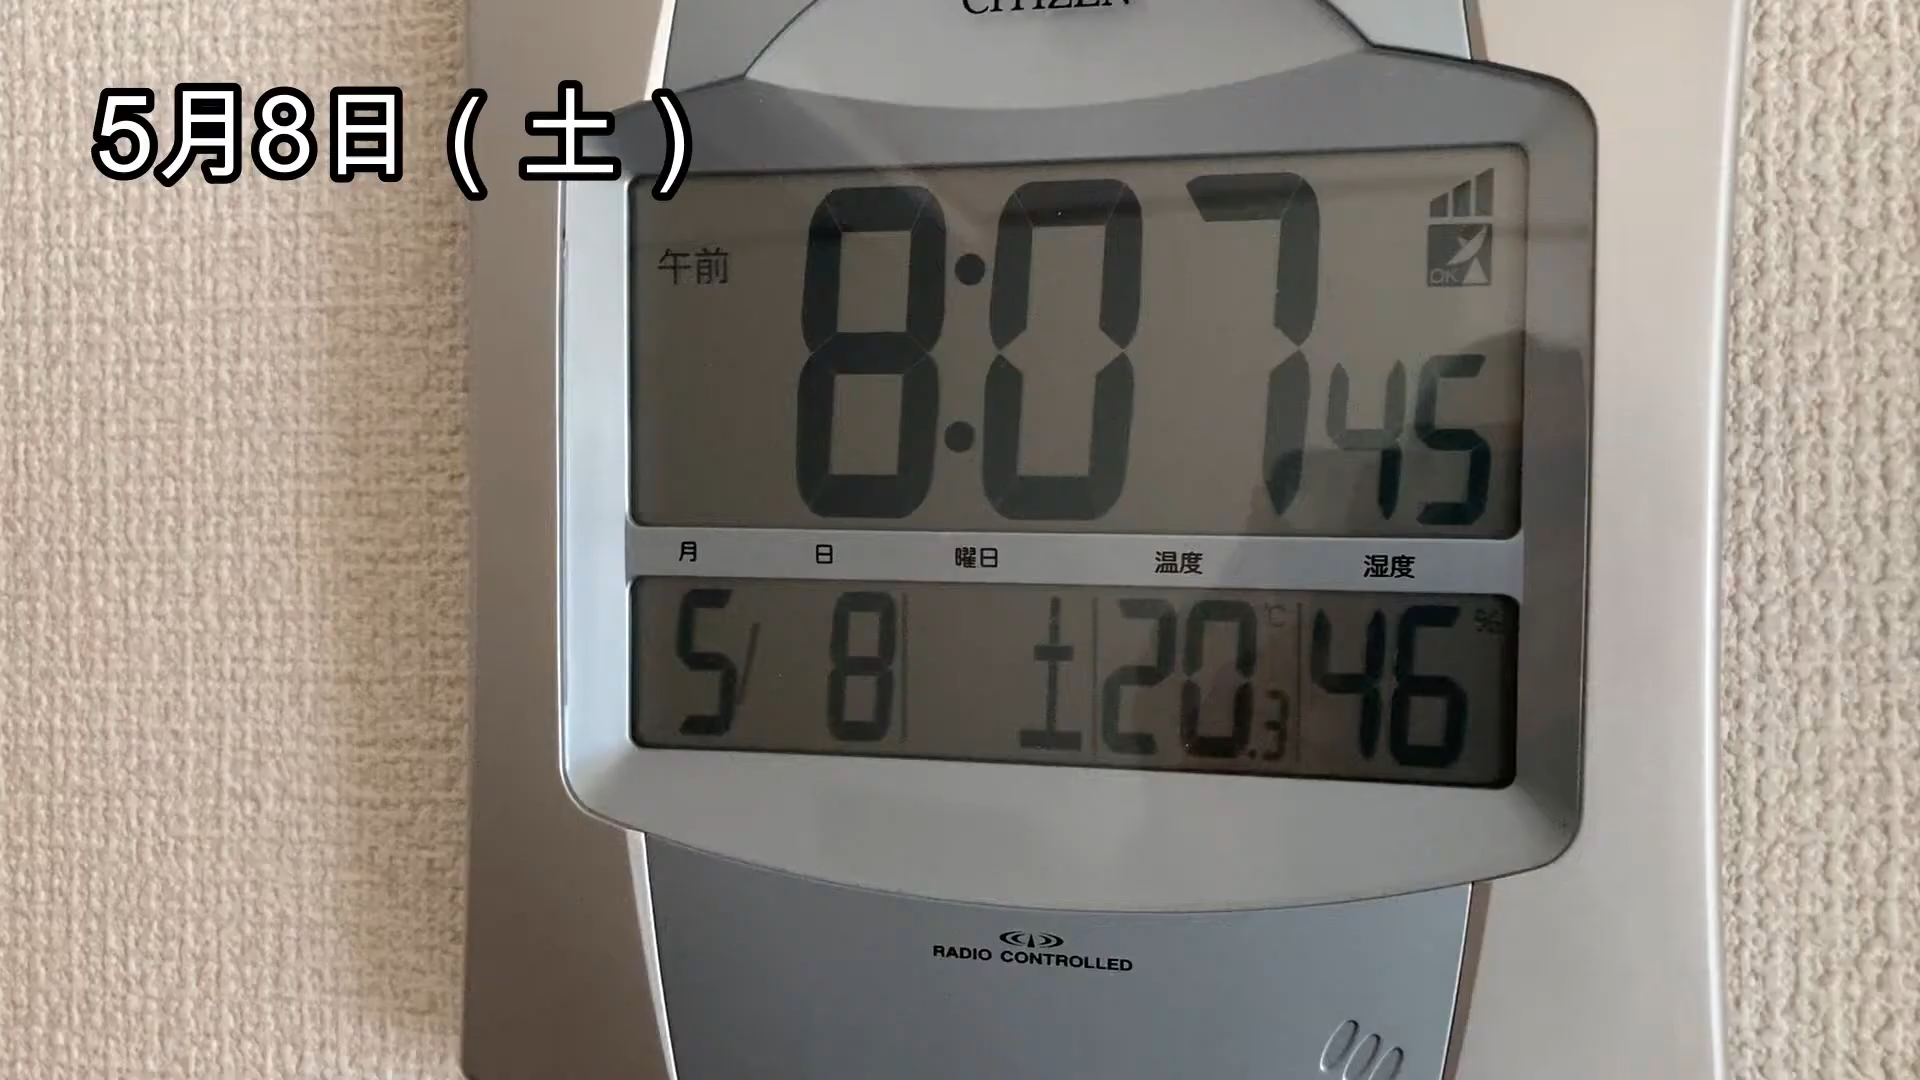 CITIZEN
5月8日(土)
午前 8:07 45
OK
月 日 曜日 温度 湿度
5/ 8 土 20.3 ℃ 46 %
RADIO CONTROLLED